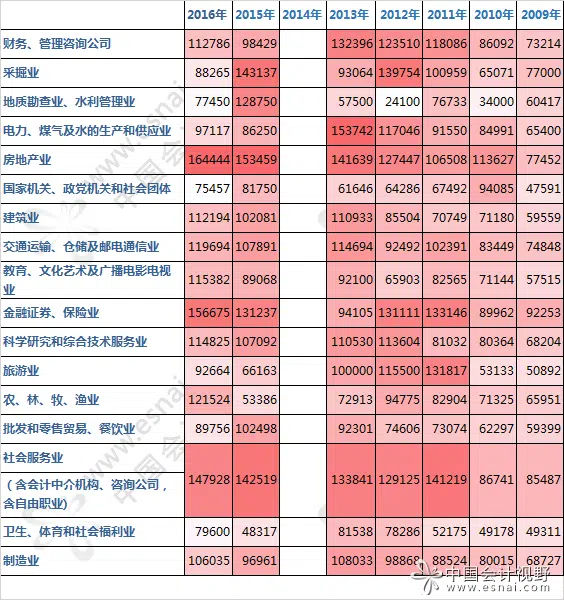 2016年 2015年 2014年 2013年 2012年 2011年 2010年 2009年
财务、管理咨询公司 112786 98429 132396 123510 118086 86092 73214
采掘业 88265 143137 93064 139754 100959 65071 77000
地质勘查业、水利管理业 77450 128750 57500 24100 76733 34000 60417
电力、煤气及水的生产和供应业 97117 86250 153742 117046 91550 84991 65400
房地产业 164444 153459 141639 127447 106508 113627 77452
国家机关、政党机关和社会团体 75457 81750 61646 64286 67492 94085 47591
建筑业 112194 102081 110933 85504 70749 71180 59559
交通运输、仓储及邮电通信业 119694 107891 114694 92492 102391 83449 74848
教育、文化艺术及广播电影电视
业 115382 89068 92100 65903 82565 71144 57515
金融证券、保险业 156675 131237 94105 131111 133146 89962 92253
科学研究和综合技术服务业 114825 107092 110530 113604 81032 80364 68204
旅游业 92664 66163 100000 115500 131817 53133 50892
农、林、牧、渔业 121524 53386 72913 94775 82904 71325 65951
批发和零售贸易、餐饮业 89756 102498 92301 74606 73074 62297 59399
社会服务业
（含会计中介机构、咨询公司，
含自由职业) 147928 142519 133841 129125 141219 86741 85487
卫生、体育和社会福利业 79600 48317 81538 78286 52175 49178 49311
制造业 106035 96961 108033 98868 88524 80015 68727
中国会计视野
www.esnai.com